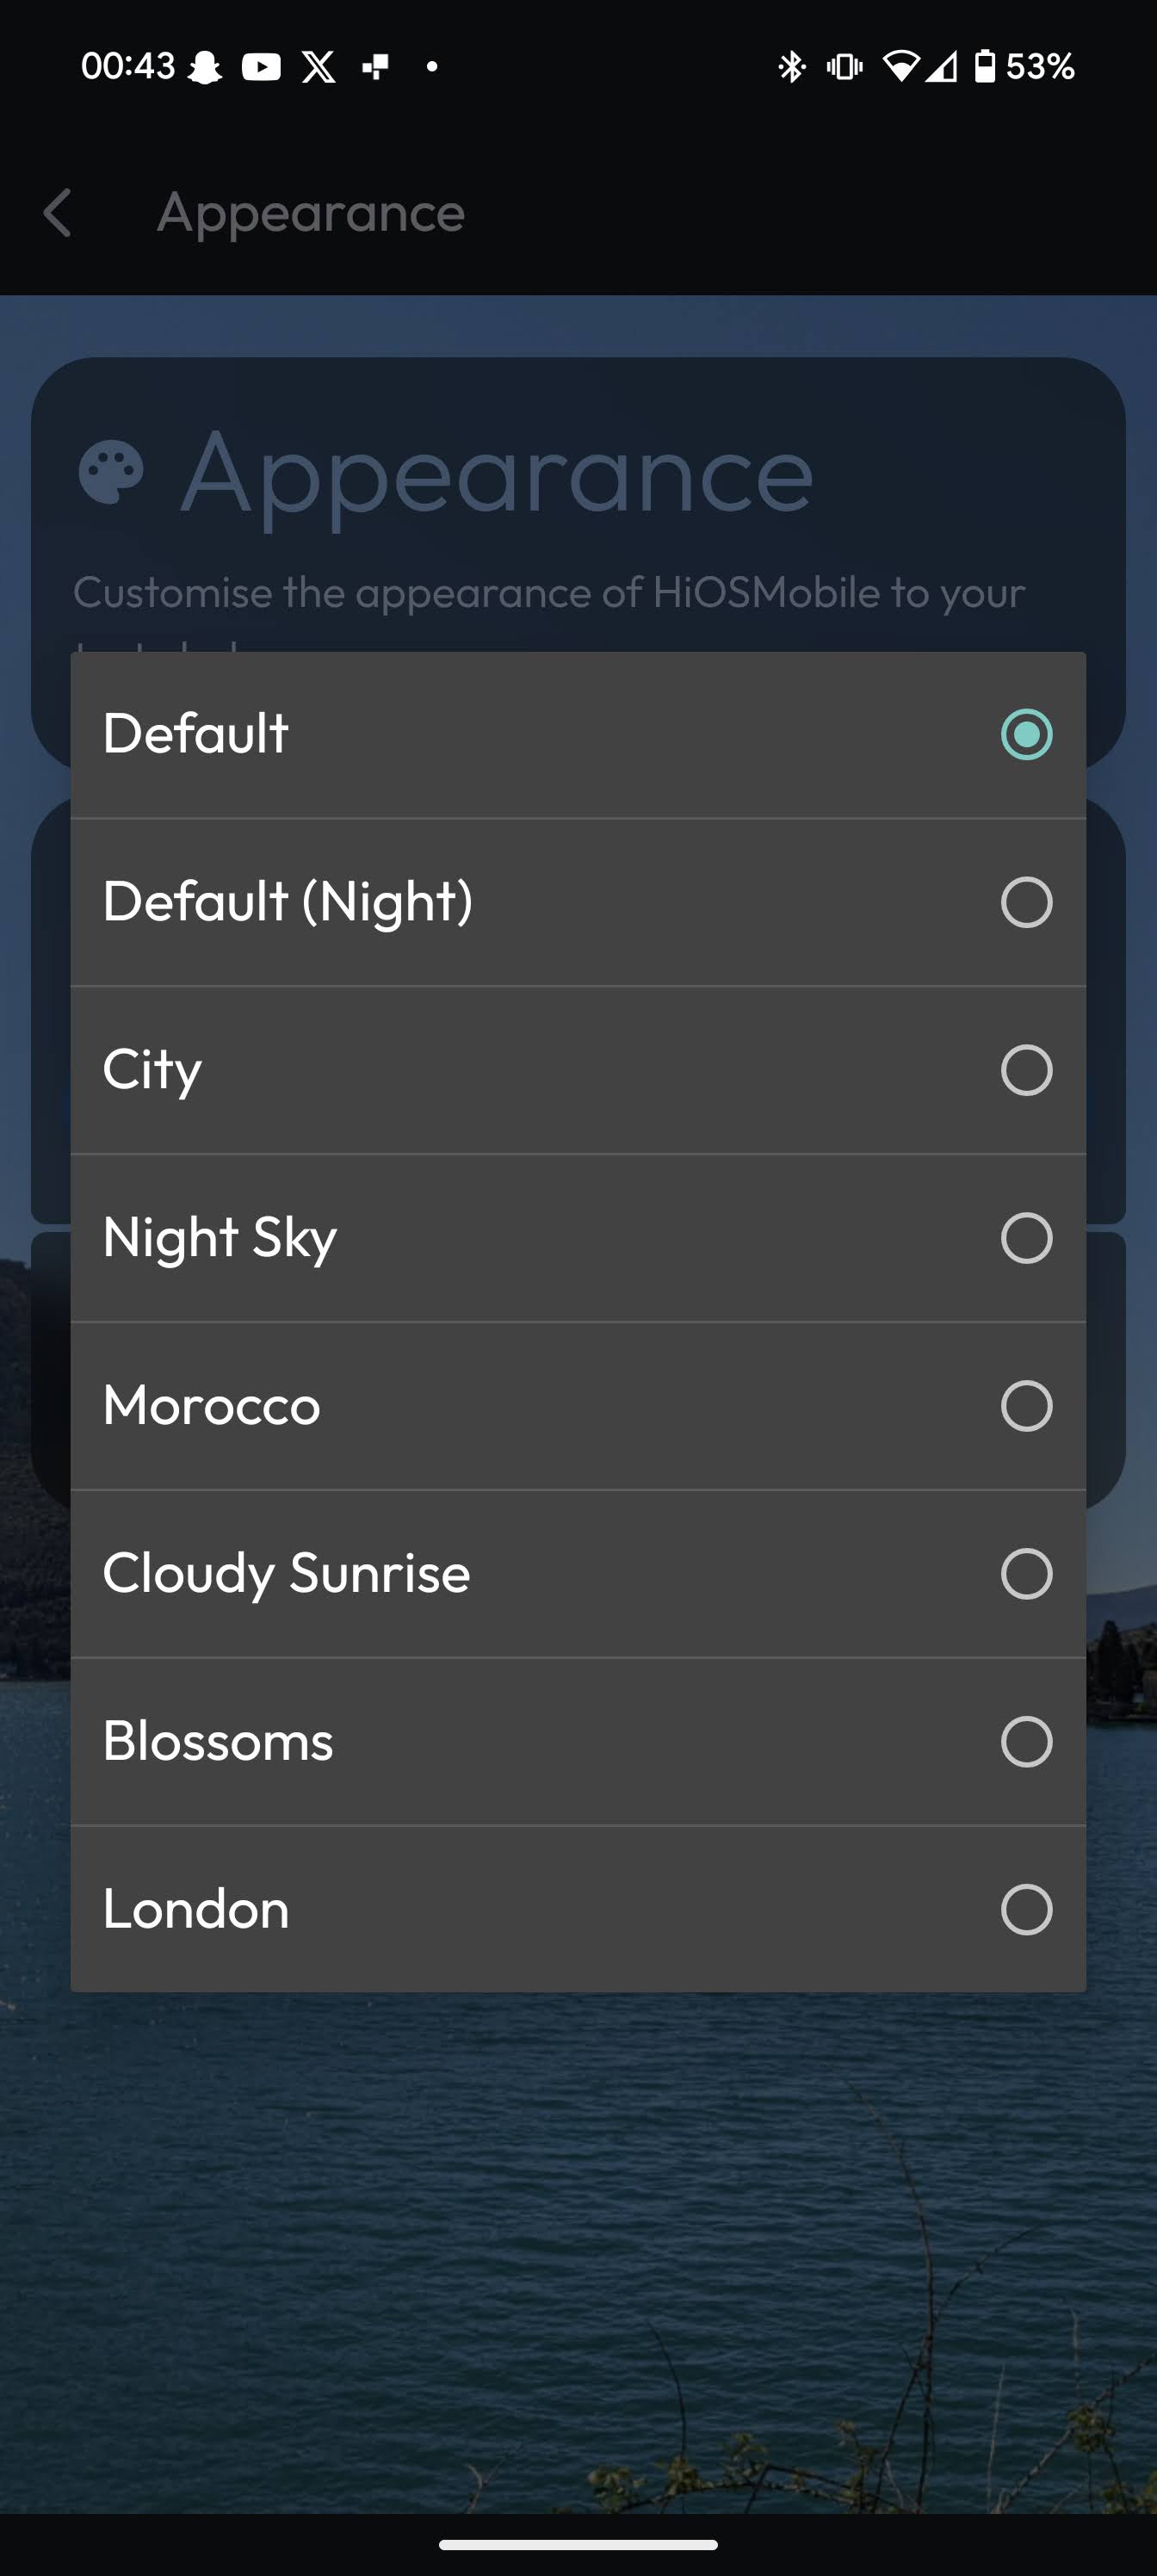 00:43
53%
Appearance
Appearance
Customise the appearance of HiOSMobile to your
Default
Default (Night)
City
Night Sky
Morocco
Cloudy Sunrise
Blossoms
London